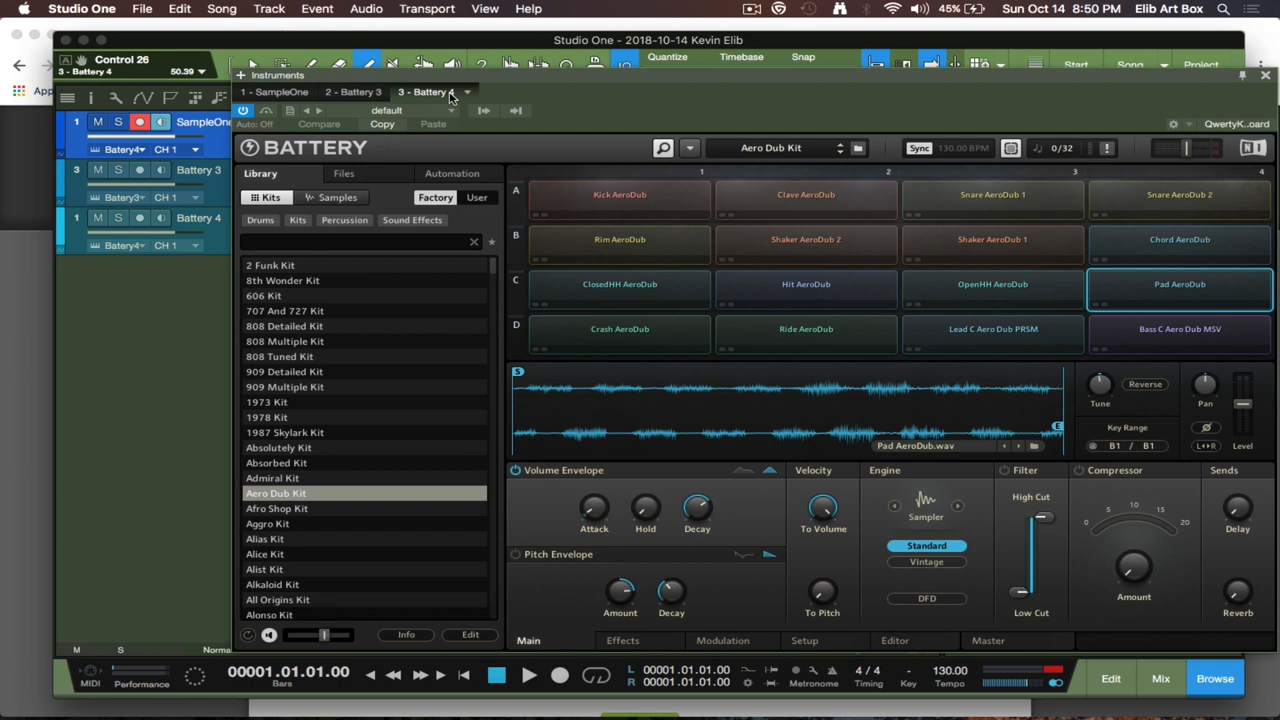 Studio One File Edit Song Track Event Audio Transport View Help 45% Sun Oct 14 8:50 PM Elib Art Box
Studio One - 2018-10-14 Kevin Elib
Control 26
3 - Battery 4 50.39
Quantize Timebase Snap
Start Song Project
+ Instruments
1 - SampleOne 2 - Battery 3 3 - Battery 4
default
Auto: Off Compare Copy Paste QwertyK...oard
App
1 M S SampleOne
Batery4 CH 1
3 M S Battery 3
Batery3 CH 1
1 M S Battery 4
Batery4 CH 1
BATTERY Aero Dub Kit Sync 130.00 BPM 0/32
Library Files Automation
Kits Samples Factory User
Drums Kits Percussion Sound Effects
2 Funk Kit
8th Wonder Kit
606 Kit
707 And 727 Kit
808 Detailed Kit
808 Multiple Kit
808 Tuned Kit
909 Detailed Kit
909 Multiple Kit
1973 Kit
1978 Kit
1987 Skylark Kit
Absolutely Kit
Absorbed Kit
Admiral Kit
Aero Dub Kit
Afro Shop Kit
Aggro Kit
Alias Kit
Alice Kit
Alist Kit
Alkaloid Kit
All Origins Kit
Alonso Kit
Info Edit
1 2 3 4
A Kick AeroDub Clave AeroDub Snare AeroDub 1 Snare AeroDub 2
B Rim AeroDub Shaker AeroDub 2 Shaker AeroDub 1 Chord AeroDub
C ClosedHH AeroDub Hit AeroDub OpenHH AeroDub Pad AeroDub
D Crash AeroDub Ride AeroDub Lead C Aero Dub PRSM Bass C Aero Dub MSV
S
E
Pad AeroDub.wav
Tune Reverse Pan
Key Range
B1 / B1 L◄►R Level
Volume Envelope Velocity Engine Filter Compressor Sends
Attack Hold Decay To Volume Sampler High Cut 0 5 10 15 20 Delay
Standard
Pitch Envelope Vintage
Amount Decay To Pitch DFD Low Cut Amount Reverb
Main Effects Modulation Setup Editor Master
M S Norma
MIDI Performance 00001.01.01.00 Bars
L 00001.01.01.00
R 00001.01.01.00
Metronome 4 / 4 Timing - Key 130.00 Tempo
Edit Mix Browse